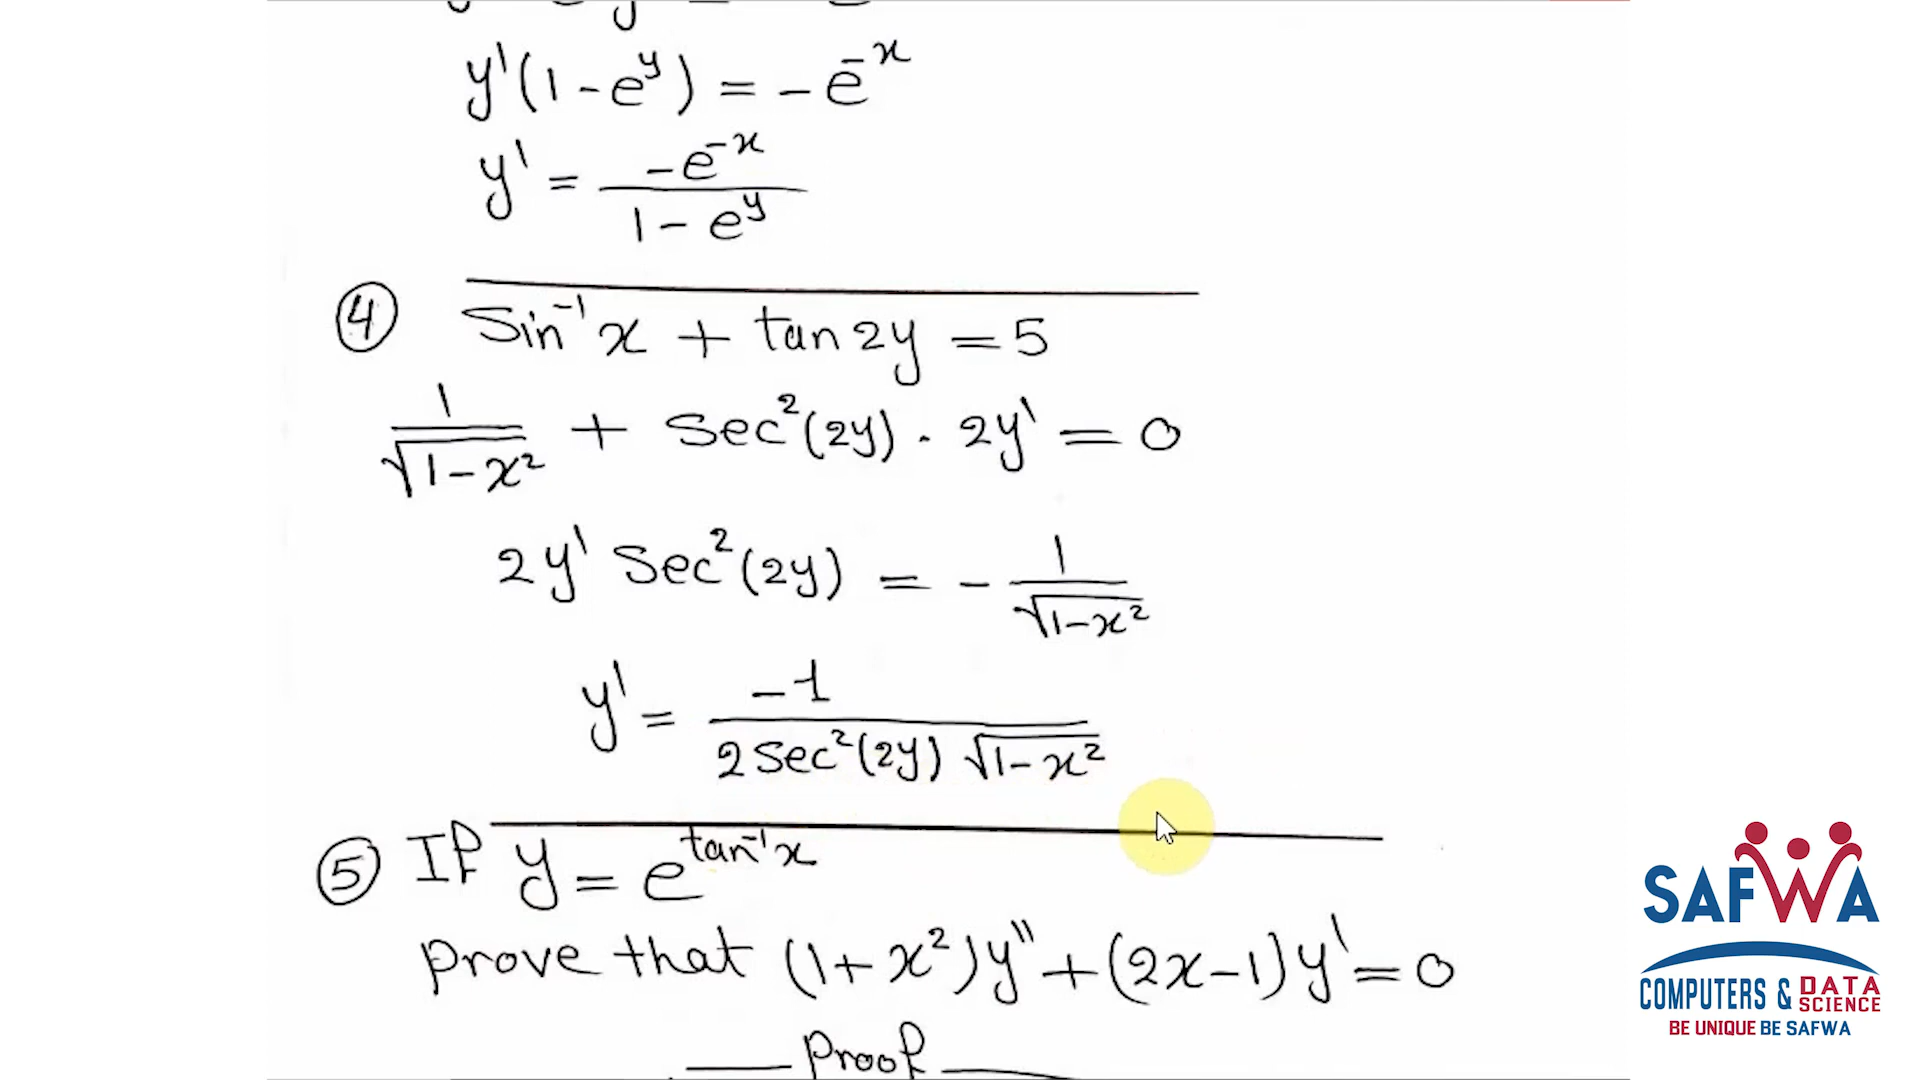 y'(1 - e^y) = - e^-x
y' = -e^-x / (1 - e^y)
④ Sin⁻¹ x + tan 2y = 5
1/√(1-x²) + Sec²(2y) . 2y' = 0
2y' Sec²(2y) = - 1/√(1-x²)
y' = -1 / (2 Sec²(2y) √(1-x²))
⑤ If y = e^(tan⁻¹x)
prove that (1+x²)y'' + (2x-1)y' = 0
Proof
SAFWA
COMPUTERS & DATA SCIENCE
BE UNIQUE BE SAFWA